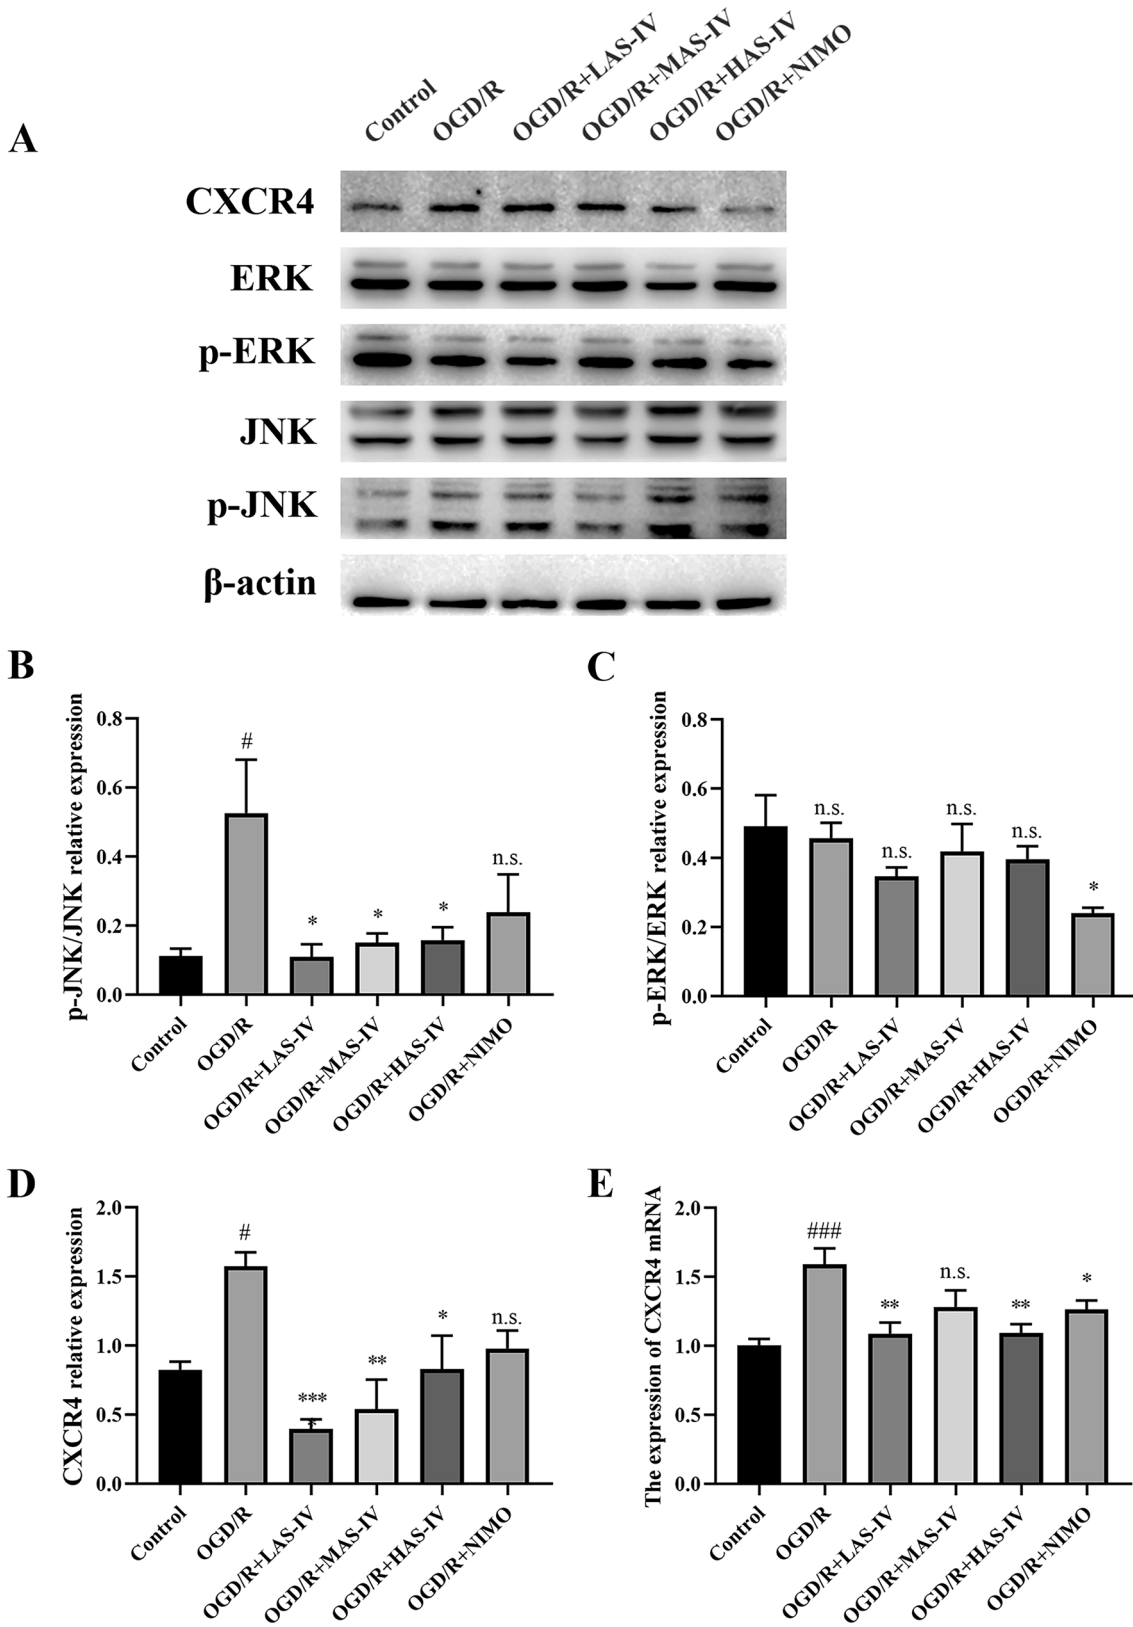 A
Control
OGD/R
OGD/R+LAS-IV
OGD/R+MAS-IV
OGD/R+HAS-IV
OGD/R+NIMO
CXCR4
ERK
p-ERK
JNK
p-JNK
β-actin
B
p-JNK/JNK relative expression
0.8
0.6
0.4
0.2
0.0
#
*
*
*
n.s.
Control
OGD/R
OGD/R+LAS-IV
OGD/R+MAS-IV
OGD/R+HAS-IV
OGD/R+NIMO
C
p-ERK/ERK relative expression
0.8
0.6
0.4
0.2
0.0
n.s.
n.s.
n.s.
n.s.
*
Control
OGD/R
OGD/R+LAS-IV
OGD/R+MAS-IV
OGD/R+HAS-IV
OGD/R+NIMO
D
CXCR4 relative expression
2.0
1.5
1.0
0.5
0.0
#
***
*
**
*
n.s.
Control
OGD/R
OGD/R+LAS-IV
OGD/R+MAS-IV
OGD/R+HAS-IV
OGD/R+NIMO
E
The expression of CXCR4 mRNA
2.0
1.5
1.0
0.5
0.0
###
**
n.s.
**
*
Control
OGD/R
OGD/R+LAS-IV
OGD/R+MAS-IV
OGD/R+HAS-IV
OGD/R+NIMO